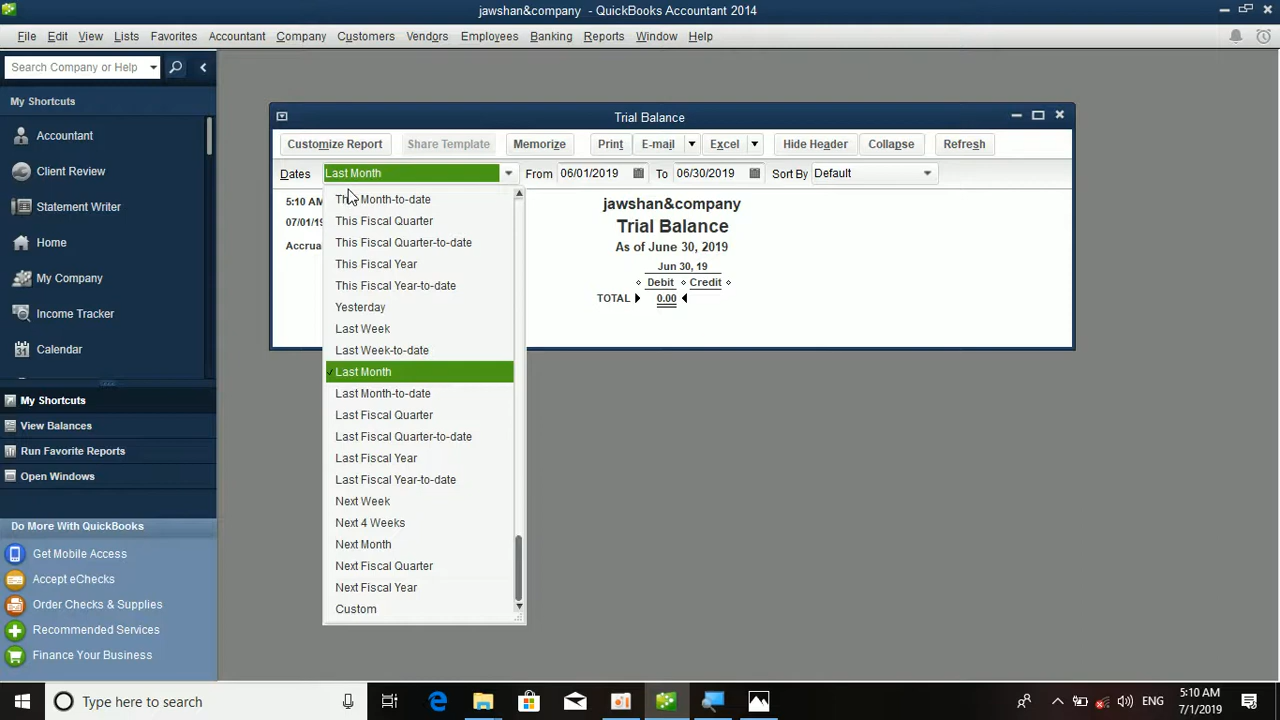 jawshan&company - QuickBooks Accountant 2014
File Edit View Lists Favorites Accountant Company Customers Vendors Employees Banking Reports Window Help
Search Company or Help
My Shortcuts
Accountant
Client Review
Statement Writer
Home
My Company
Income Tracker
Calendar
My Shortcuts
View Balances
Run Favorite Reports
Open Windows
Do More With QuickBooks
Get Mobile Access
Accept eChecks
Order Checks & Supplies
Recommended Services
Finance Your Business
Trial Balance
Customize Report Share Template Memorize Print E-mail Excel Hide Header Collapse Refresh
Dates Last Month From 06/01/2019 To 06/30/2019 Sort By Default
5:10 AM
07/01/19
Accrua
Month-to-date
This Fiscal Quarter
This Fiscal Quarter-to-date
This Fiscal Year
This Fiscal Year-to-date
Yesterday
Last Week
Last Week-to-date
Last Month
Last Month-to-date
Last Fiscal Quarter
Last Fiscal Quarter-to-date
Last Fiscal Year
Last Fiscal Year-to-date
Next Week
Next 4 Weeks
Next Month
Next Fiscal Quarter
Next Fiscal Year
Custom
jawshan&company
Trial Balance
As of June 30, 2019
Jun 30, 19
Debit Credit
TOTAL 0.00
Type here to search
ENG
5:10 AM
7/1/2019